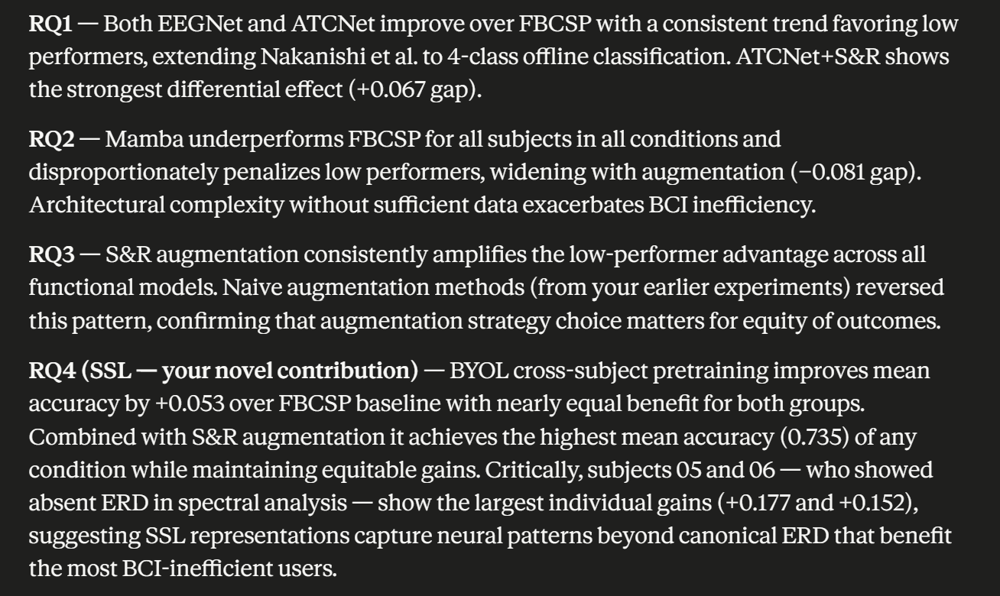 RQ1 — Both EEGNet and ATCNet improve over FBCSP with a consistent trend favoring low
performers, extending Nakanishi et al. to 4-class offline classification. ATCNet+S&R shows
the strongest differential effect (+0.067 gap).
RQ2 — Mamba underperforms FBCSP for all subjects in all conditions and
disproportionately penalizes low performers, widening with augmentation (−0.081 gap).
Architectural complexity without sufficient data exacerbates BCI inefficiency.
RQ3 — S&R augmentation consistently amplifies the low-performer advantage across all
functional models. Naive augmentation methods (from your earlier experiments) reversed
this pattern, confirming that augmentation strategy choice matters for equity of outcomes.
RQ4 (SSL — your novel contribution) — BYOL cross-subject pretraining improves mean
accuracy by +0.053 over FBCSP baseline with nearly equal benefit for both groups.
Combined with S&R augmentation it achieves the highest mean accuracy (0.735) of any
condition while maintaining equitable gains. Critically, subjects 05 and 06 — who showed
absent ERD in spectral analysis — show the largest individual gains (+0.177 and +0.152),
suggesting SSL representations capture neural patterns beyond canonical ERD that benefit
the most BCI-inefficient users.